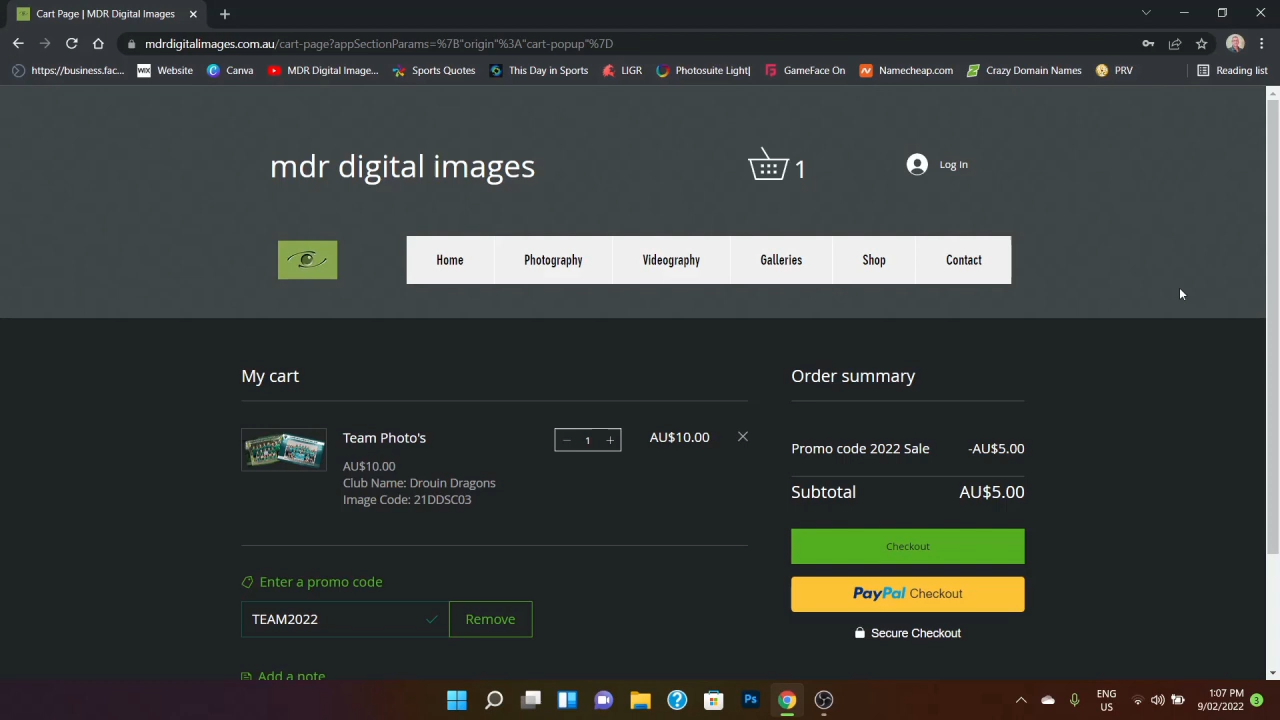 Cart Page | MDR Digital Images
mdrdigitalimages.com.au/cart-page?appSectionParams=%7B"origin"%3A"cart-popup"%7D
https://business.fac... WIX Website Canva MDR Digital Image... Sports Quotes This Day in Sports LIGR Photosuite Light| GameFace On Namecheap.com Crazy Domain Names PRV Reading list
mdr digital images
1
Log In
Home Photography Videography Galleries Shop Contact
My cart
Team Photo's 1 AU$10.00
AU$10.00
Club Name: Drouin Dragons
Image Code: 21DDSC03
Enter a promo code
TEAM2022 Remove
Add a note
Order summary
Promo code 2022 Sale -AU$5.00
Subtotal AU$5.00
Checkout
PayPal Checkout
Secure Checkout
Ps
ENG
US
1:07 PM
9/02/2022
3